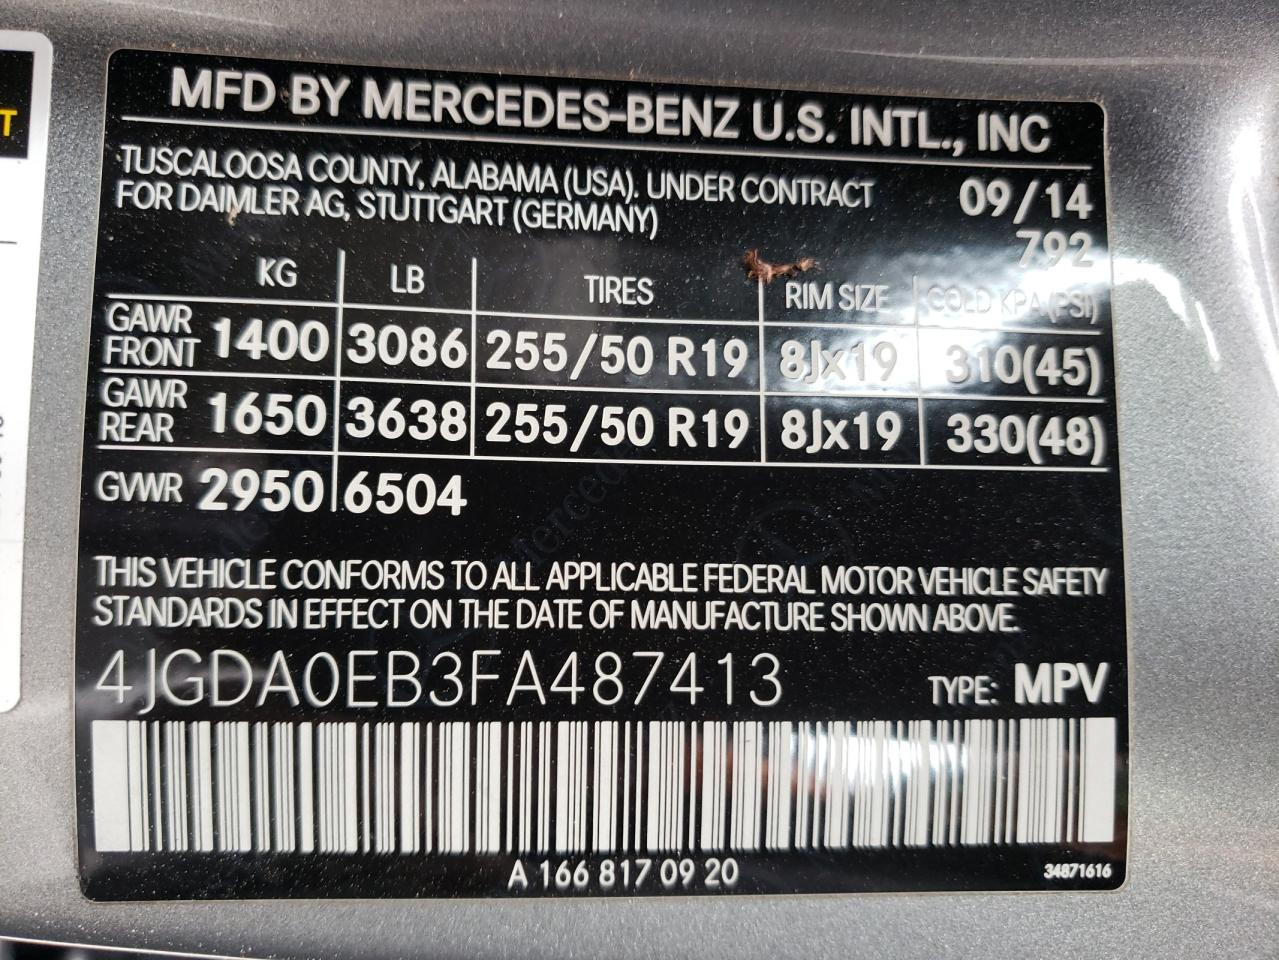 MFD BY MERCEDES-BENZ U.S. INTL., INC
TUSCALOOSA COUNTY, ALABAMA (USA). UNDER CONTRACT
FOR DAIMLER AG, STUTTGART (GERMANY)
09/14
792
KG LB TIRES RIM SIZE COLD KPA(PSI)
GAWR FRONT 1400 3086 255/50 R19 8Jx19 310(45)
GAWR REAR 1650 3638 255/50 R19 8Jx19 330(48)
GVWR 2950 6504
THIS VEHICLE CONFORMS TO ALL APPLICABLE FEDERAL MOTOR VEHICLE SAFETY
STANDARDS IN EFFECT ON THE DATE OF MANUFACTURE SHOWN ABOVE.
4JGDA0EB3FA487413 TYPE: MPV
A 166 817 09 20
34871616